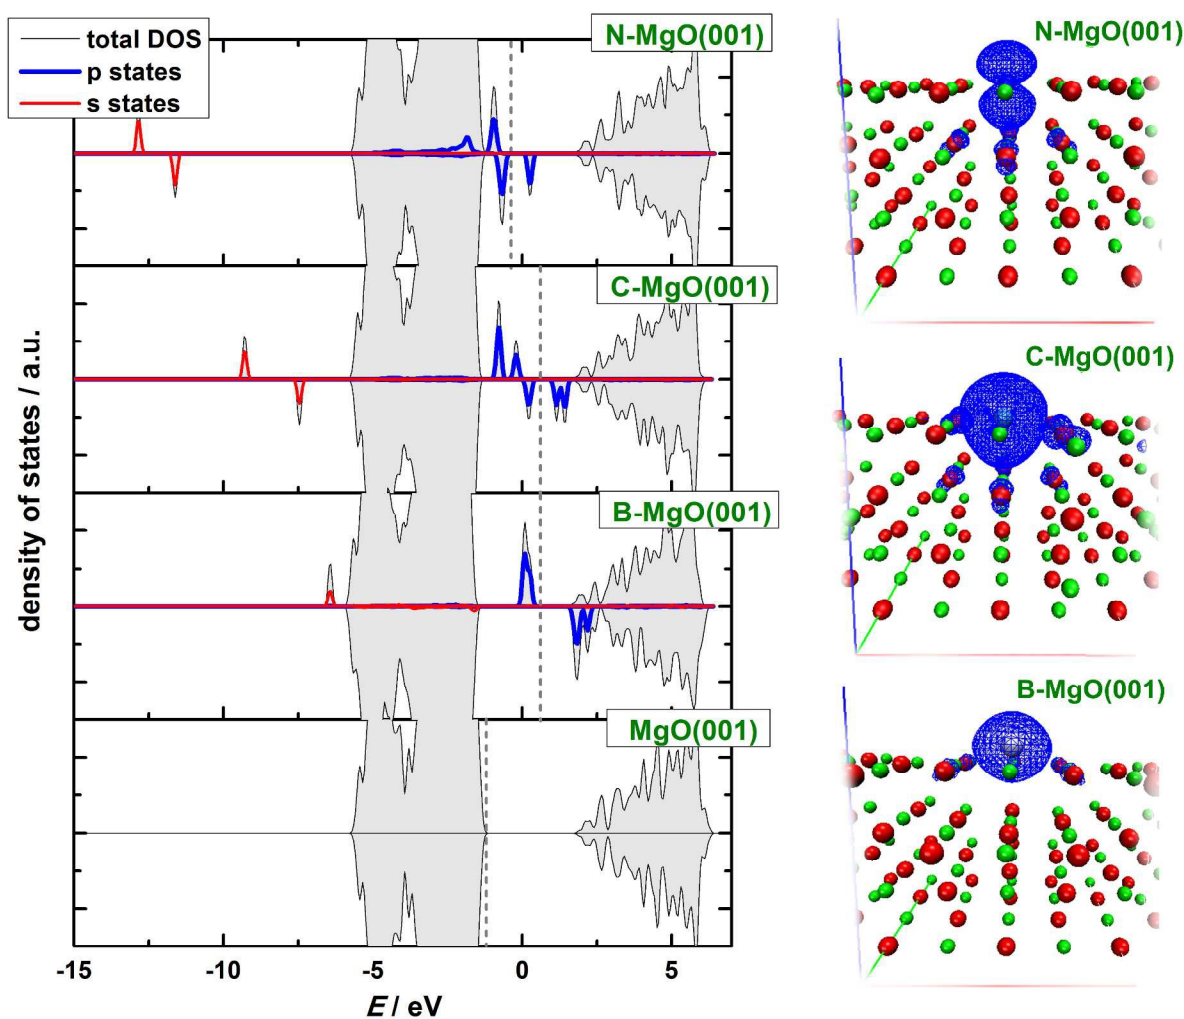 total DOS
p states
s states
N-MgO(001)
C-MgO(001)
B-MgO(001)
MgO(001)
density of states / a.u.
-15
-10
-5
0
5
E / eV
N-MgO(001)
C-MgO(001)
B-MgO(001)